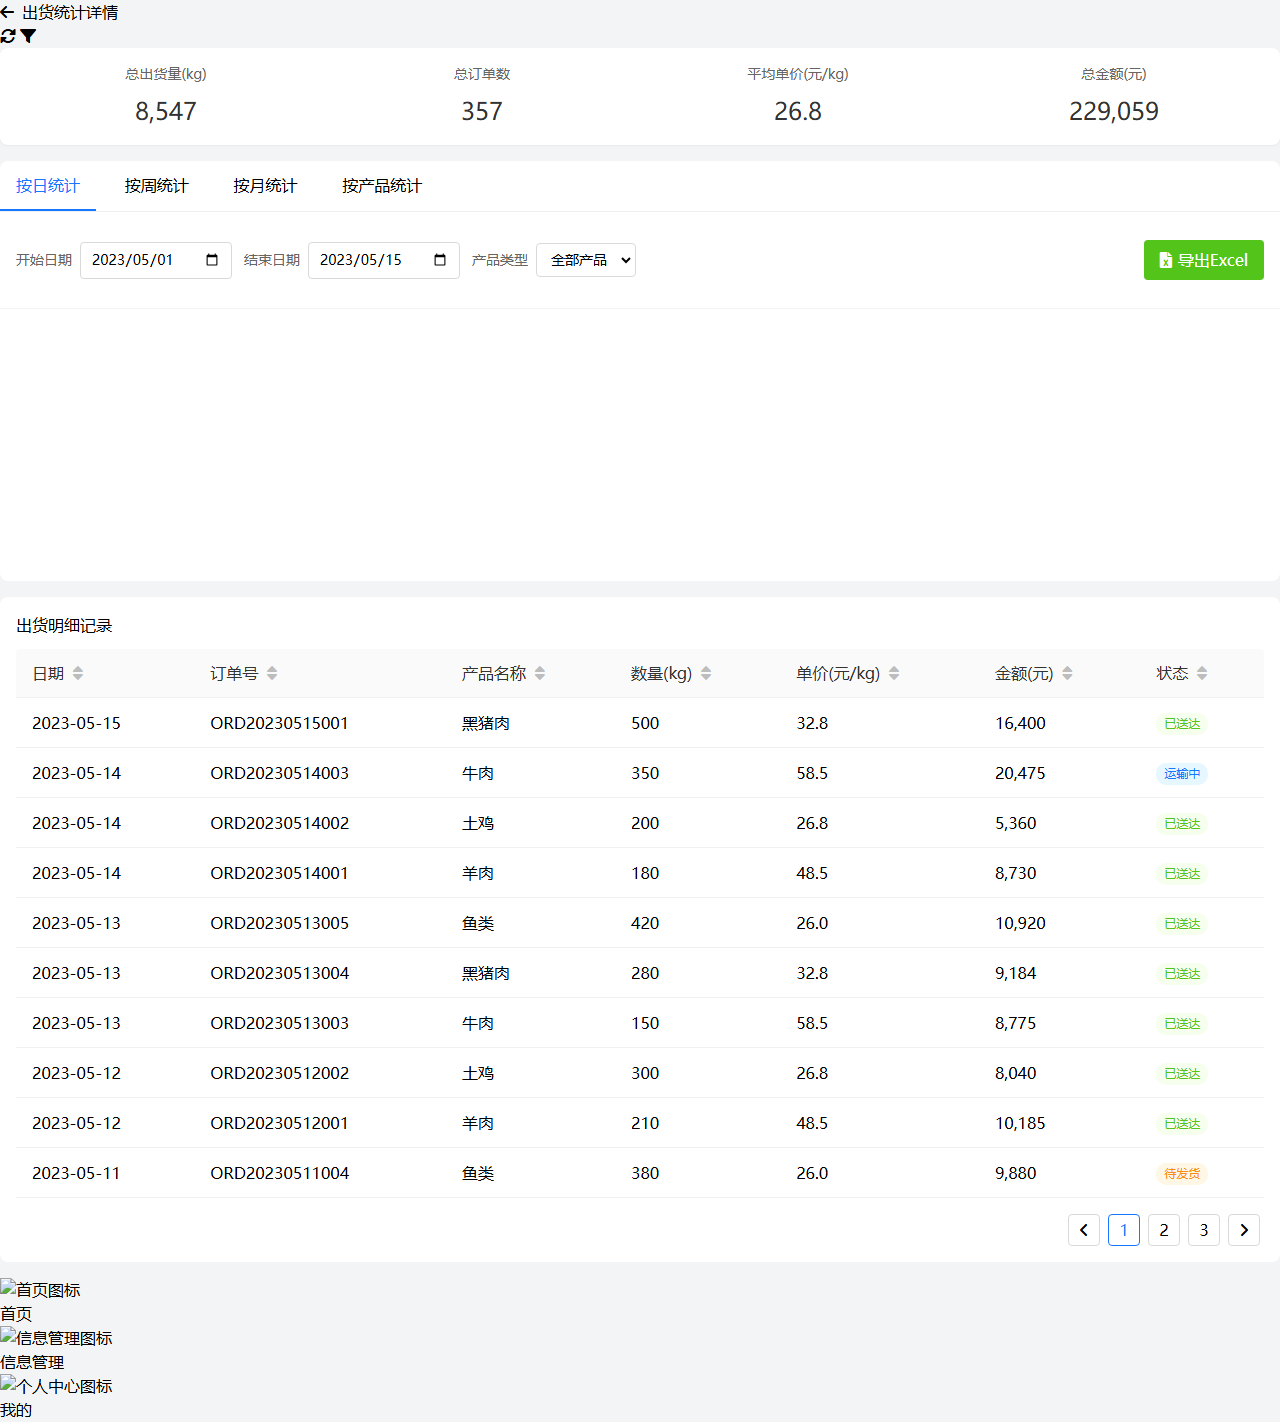 出货统计详情
总出货量(kg) 总订单数 平均单价(元/kg) 总金额(元)
8,547 357 26.8 229,059
按日统计 按周统计 按月统计 按产品统计
开始日期 2023/05/01 结束日期 2023/05/15 产品类型 全部产品 导出Excel
出货明细记录
日期 订单号 产品名称 数量(kg) 单价(元/kg) 金额(元) 状态
2023-05-15 ORD20230515001 黑猪肉 500 32.8 16,400 已送达
2023-05-14 ORD20230514003 牛肉 350 58.5 20,475 运输中
2023-05-14 ORD20230514002 土鸡 200 26.8 5,360 已送达
2023-05-14 ORD20230514001 羊肉 180 48.5 8,730 已送达
2023-05-13 ORD20230513005 鱼类 420 26.0 10,920 已送达
2023-05-13 ORD20230513004 黑猪肉 280 32.8 9,184 已送达
2023-05-13 ORD20230513003 牛肉 150 58.5 8,775 已送达
2023-05-12 ORD20230512002 土鸡 300 26.8 8,040 已送达
2023-05-12 ORD20230512001 羊肉 210 48.5 10,185 已送达
2023-05-11 ORD20230511004 鱼类 380 26.0 9,880 待发货
1 2 3
首页图标
首页
信息管理图标
信息管理
个人中心图标
我的